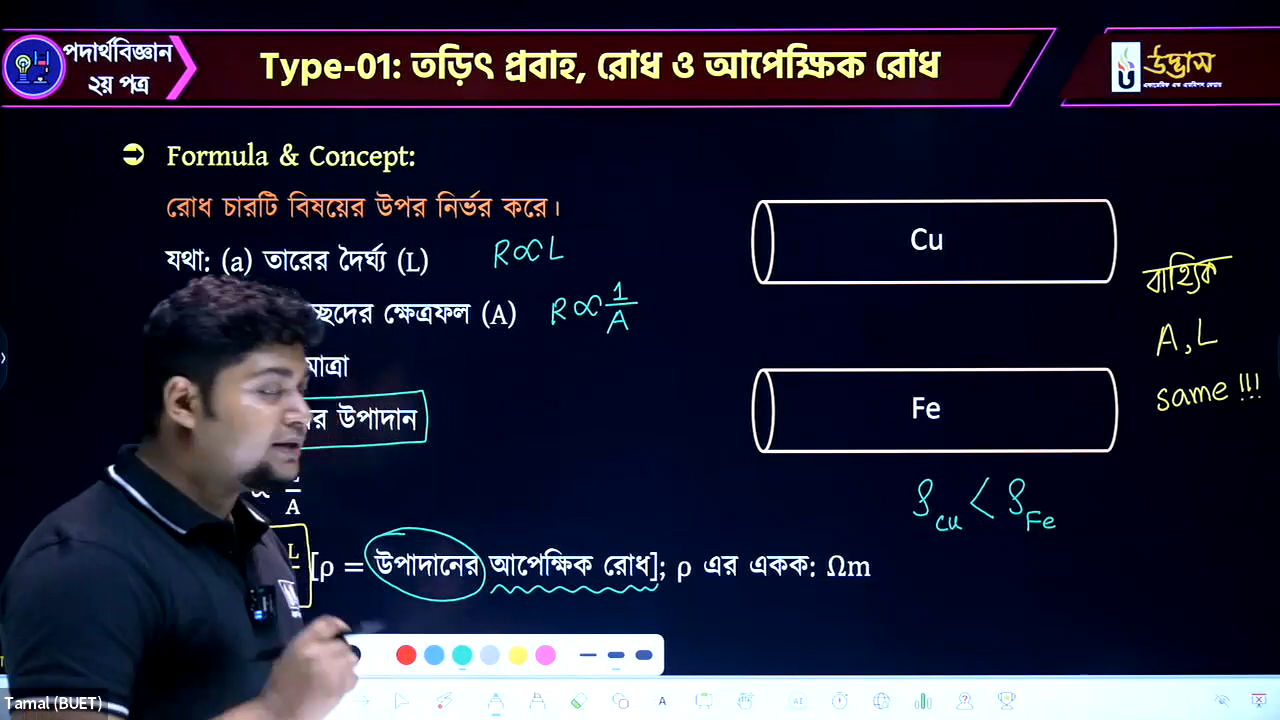 পদার্থবিজ্ঞান
২য় পত্র
Type-01: তড়িৎ প্রবাহ, রোধ ও আপেক্ষিক রোধ
উদ্ভাস
Formula & Concept:
রোধ চারটি বিষয়ের উপর নির্ভর করে।
যথা: (a) তারের দৈর্ঘ্য (L) R∝L
ক্ষেত্রফল (A) R∝1/A
উপাদান
A
L
[ρ = উপাদানের আপেক্ষিক রোধ]; ρ এর একক: Ωm
Cu
Fe
বাহ্যিক
A, L
same !!!
ρCu < ρFe
Tamal (BUET)